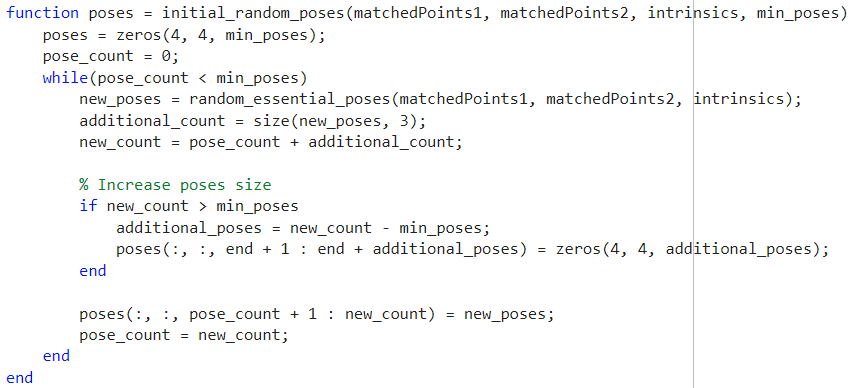 function poses = initial_random_poses(matchedPoints1, matchedPoints2, intrinsics, min_poses)
    poses = zeros(4, 4, min_poses);
    pose_count = 0;
    while(pose_count < min_poses)
        new_poses = random_essential_poses(matchedPoints1, matchedPoints2, intrinsics);
        additional_count = size(new_poses, 3);
        new_count = pose_count + additional_count;

        % Increase poses size
        if new_count > min_poses
            additional_poses = new_count - min_poses;
            poses(:, :, end + 1 : end + additional_poses) = zeros(4, 4, additional_poses);
        end

        poses(:, :, pose_count + 1 : new_count) = new_poses;
        pose_count = new_count;
    end
end